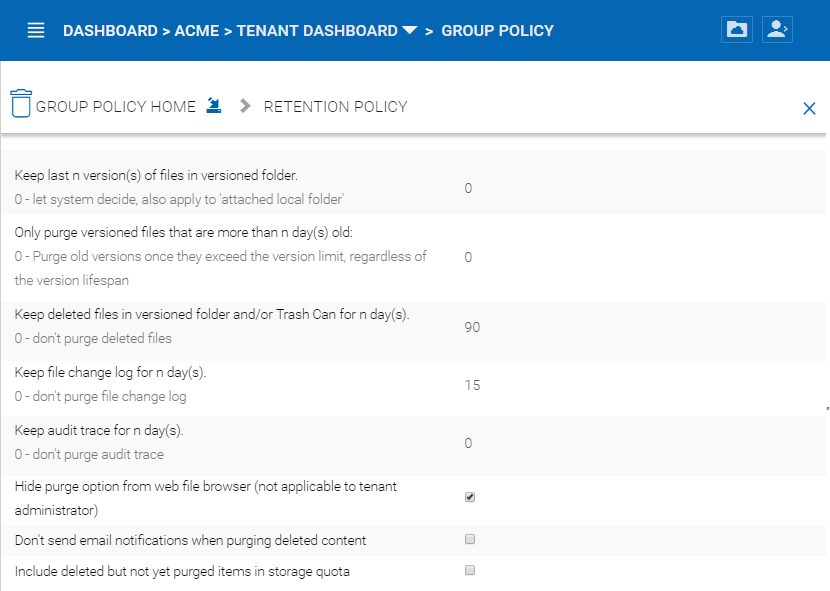 DASHBOARD > ACME > TENANT DASHBOARD > GROUP POLICY
GROUP POLICY HOME RETENTION POLICY
Keep last n version(s) of files in versioned folder.
0 - let system decide, also apply to 'attached local folder'
0
Only purge versioned files that are more than n day(s) old:
0 - Purge old versions once they exceed the version limit, regardless of
the version lifespan
0
Keep deleted files in versioned folder and/or Trash Can for n day(s).
0 - don't purge deleted files
90
Keep file change log for n day(s).
0 - don't purge file change log
15
Keep audit trace for n day(s).
0 - don't purge audit trace
0
Hide purge option from web file browser (not applicable to tenant
administrator)
Don't send email notifications when purging deleted content
Include deleted but not yet purged items in storage quota